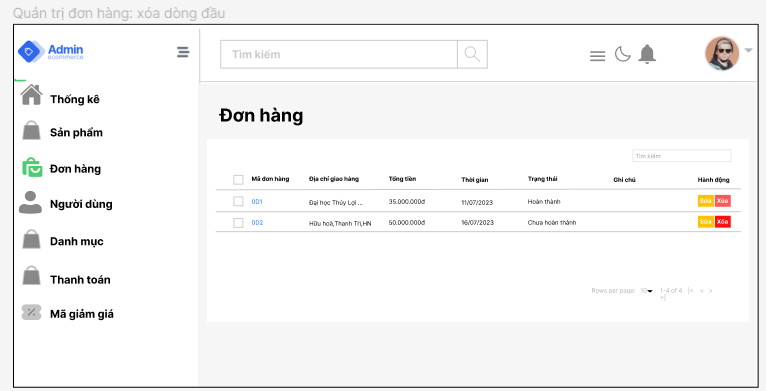 Quản trị đơn hàng: xóa dòng đầu
Admin
ecommerce
Tìm kiếm
Thống kê
Sản phẩm
Đơn hàng
Người dùng
Danh mục
Thanh toán
Mã giảm giá
Đơn hàng
Tìm kiếm
Mã đơn hàng Địa chỉ giao hàng Tổng tiền Thời gian Trạng thái Ghi chú Hành động
0D1 Đại học Thủy Lợi ... 35.000.000đ 11/07/2023 Hoàn thành Sửa Xóa
0D2 Hữu hoà,Thanh Trì,HN 50.000.000đ 16/07/2023 Chưa hoàn thành Sửa Xóa
Rows per page: 10 1-4 of 4 |< < >
>|